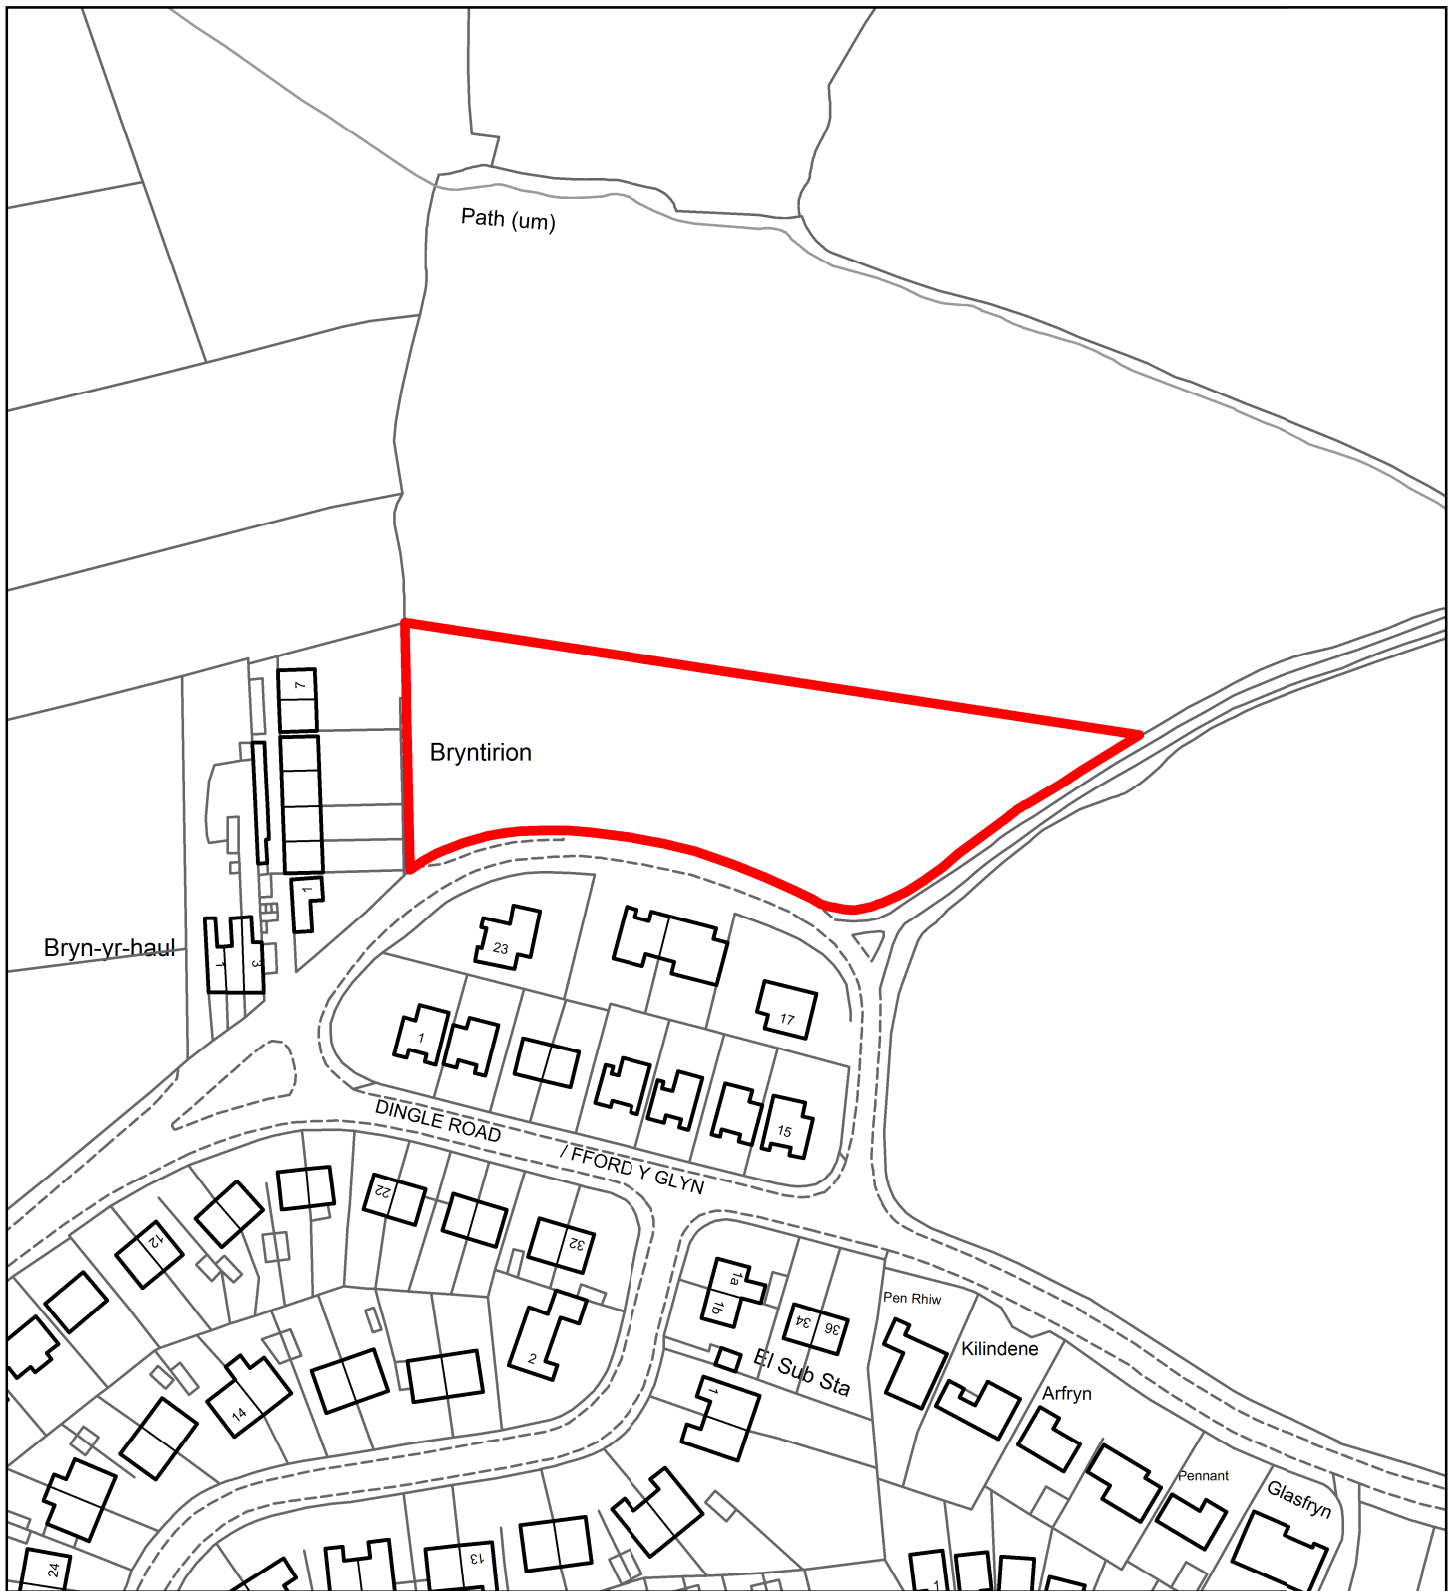 Path (um)
7
Bryntirion
1
Bryn-yr-haul
1
3
23
17
1
15
DINGLE ROAD
/ FFORD Y GLYN
22
12
32
1a
1b
34
36
Pen Rhiw
Kilindene
2
El Sub Sta
Arfryn
1
14
Pennant
Glasfryn
13
24
1